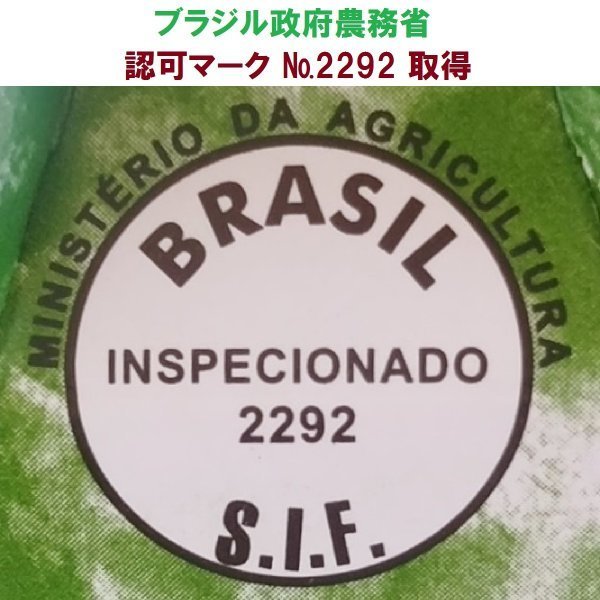 ブラジル政府農務省
認可マーク №2292 取得
MINISTÉRIO DA AGRICULTURA
BRASIL
INSPECIONADO
2292
S.I.F.